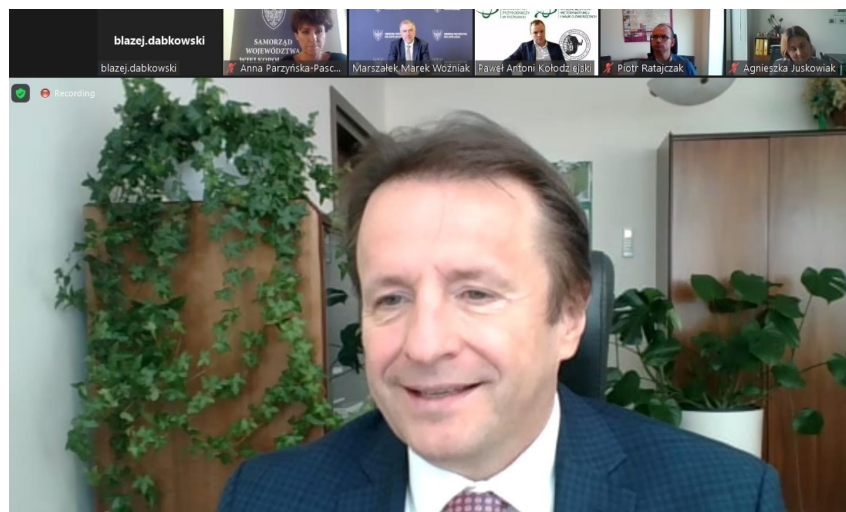 blazej.dabkowski
blazej.dabkowski
SAMORZĄD
WOJEWÓDZTWA
Anna Parzyńska-Pasc...
Marszałek Marek Woźniak
Paweł Antoni Kołodziejski
Piotr Ratajczak
Agnieszka Juskowiak
Recording